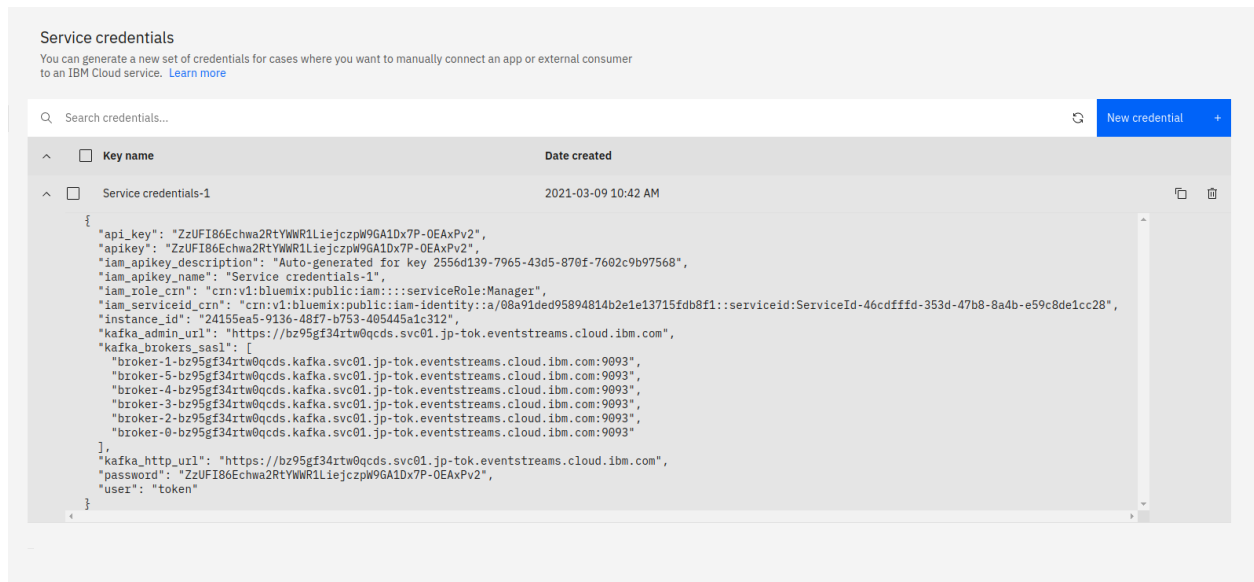 Service credentials
You can generate a new set of credentials for cases where you want to manually connect an app or external consumer
to an IBM Cloud service. Learn more
Search credentials...
New credential +
Key name Date created
Service credentials-1 2021-03-09 10:42 AM
{
"api_key": "ZzUFI86Echwa2RtYWWR1LiejczpW9GA1Dx7P-OEAxPv2",
"apikey": "ZzUFI86Echwa2RtYWWR1LiejczpW9GA1Dx7P-OEAxPv2",
"iam_apikey_description": "Auto-generated for key 2556d139-7965-43d5-870f-7602c9b97568",
"iam_apikey_name": "Service credentials-1",
"iam_role_crn": "crn:v1:bluemix:public:iam::::serviceRole:Manager",
"iam_serviceid_crn": "crn:v1:bluemix:public:iam-identity::a/08a91ded95894814b2e1e13715fdb8f1::serviceid:ServiceId-46cdfffd-353d-47b8-8a4b-e59c8de1cc28",
"instance_id": "24155ea5-9136-48f7-b753-405445a1c312",
"kafka_admin_url": "https://bz95gf34rtw0qcds.svc01.jp-tok.eventstreams.cloud.ibm.com",
"kafka_brokers_sasl": [
"broker-1-bz95gf34rtw0qcds.kafka.svc01.jp-tok.eventstreams.cloud.ibm.com:9093",
"broker-5-bz95gf34rtw0qcds.kafka.svc01.jp-tok.eventstreams.cloud.ibm.com:9093",
"broker-4-bz95gf34rtw0qcds.kafka.svc01.jp-tok.eventstreams.cloud.ibm.com:9093",
"broker-3-bz95gf34rtw0qcds.kafka.svc01.jp-tok.eventstreams.cloud.ibm.com:9093",
"broker-2-bz95gf34rtw0qcds.kafka.svc01.jp-tok.eventstreams.cloud.ibm.com:9093",
"broker-0-bz95gf34rtw0qcds.kafka.svc01.jp-tok.eventstreams.cloud.ibm.com:9093"
],
"kafka_http_url": "https://bz95gf34rtw0qcds.svc01.jp-tok.eventstreams.cloud.ibm.com",
"password": "ZzUFI86Echwa2RtYWWR1LiejczpW9GA1Dx7P-OEAxPv2",
"user": "token"
}